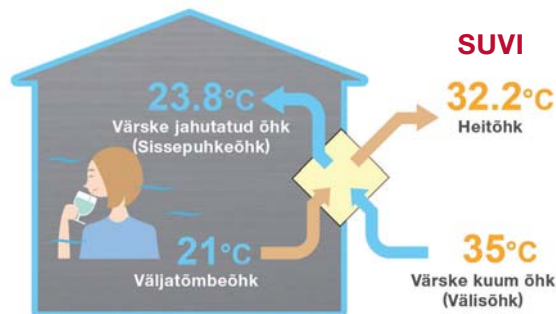 SUVI
23.8°C
Värske jahutatud õhk
(Sissepuhkeõhk)
32.2°C
Heitõhk
21°C
Väljatõmbeõhk
35°C
Värske kuum õhk
(Välisõhk)